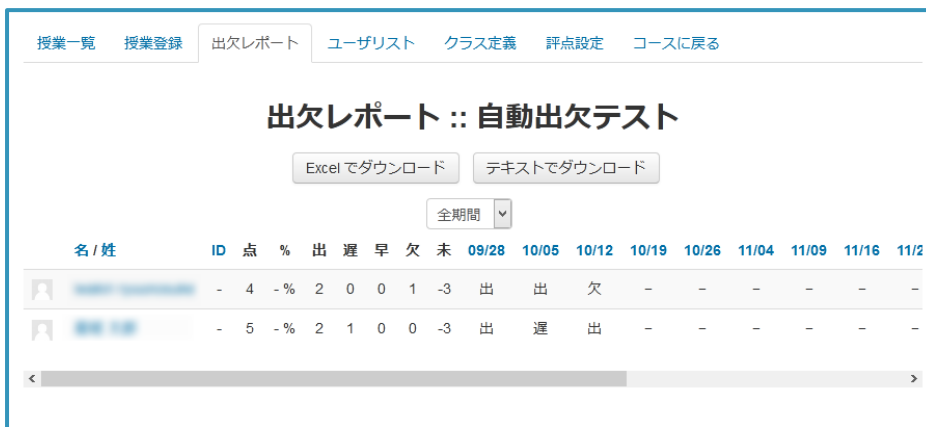 授業一覧 授業登録 出欠レポート ユーザリスト クラス定義 評点設定 コースに戻る
出欠レポート :: 自動出欠テスト
Excel でダウンロード テキストでダウンロード
全期間
名 / 姓 ID 点 % 出 遅 早 欠 未 09/28 10/05 10/12 10/19 10/26 11/04 11/09 11/16 11/2
- 4 - % 2 0 0 1 -3 出 出 欠 − − − − − −
- 5 - % 2 1 0 0 -3 出 遅 出 − − − − − −